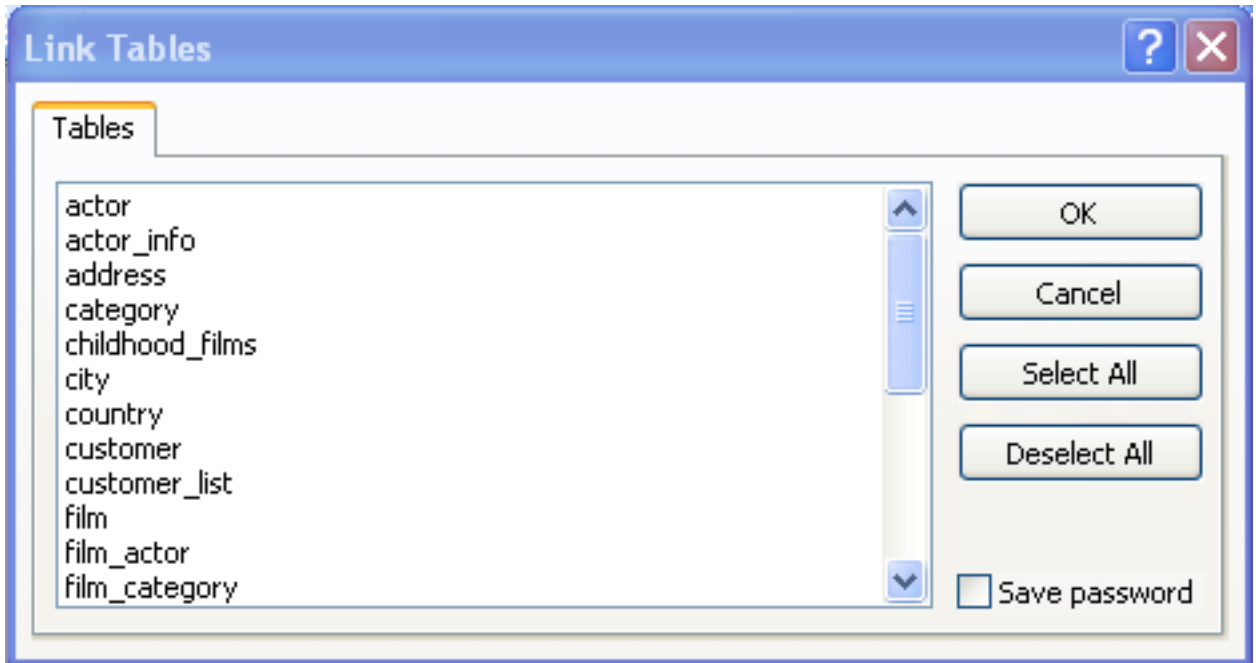 Link Tables
?
Tables
actor
actor_info
address
category
childhood_films
city
country
customer
customer_list
film
film_actor
film_category
OK
Cancel
Select All
Deselect All
Save password